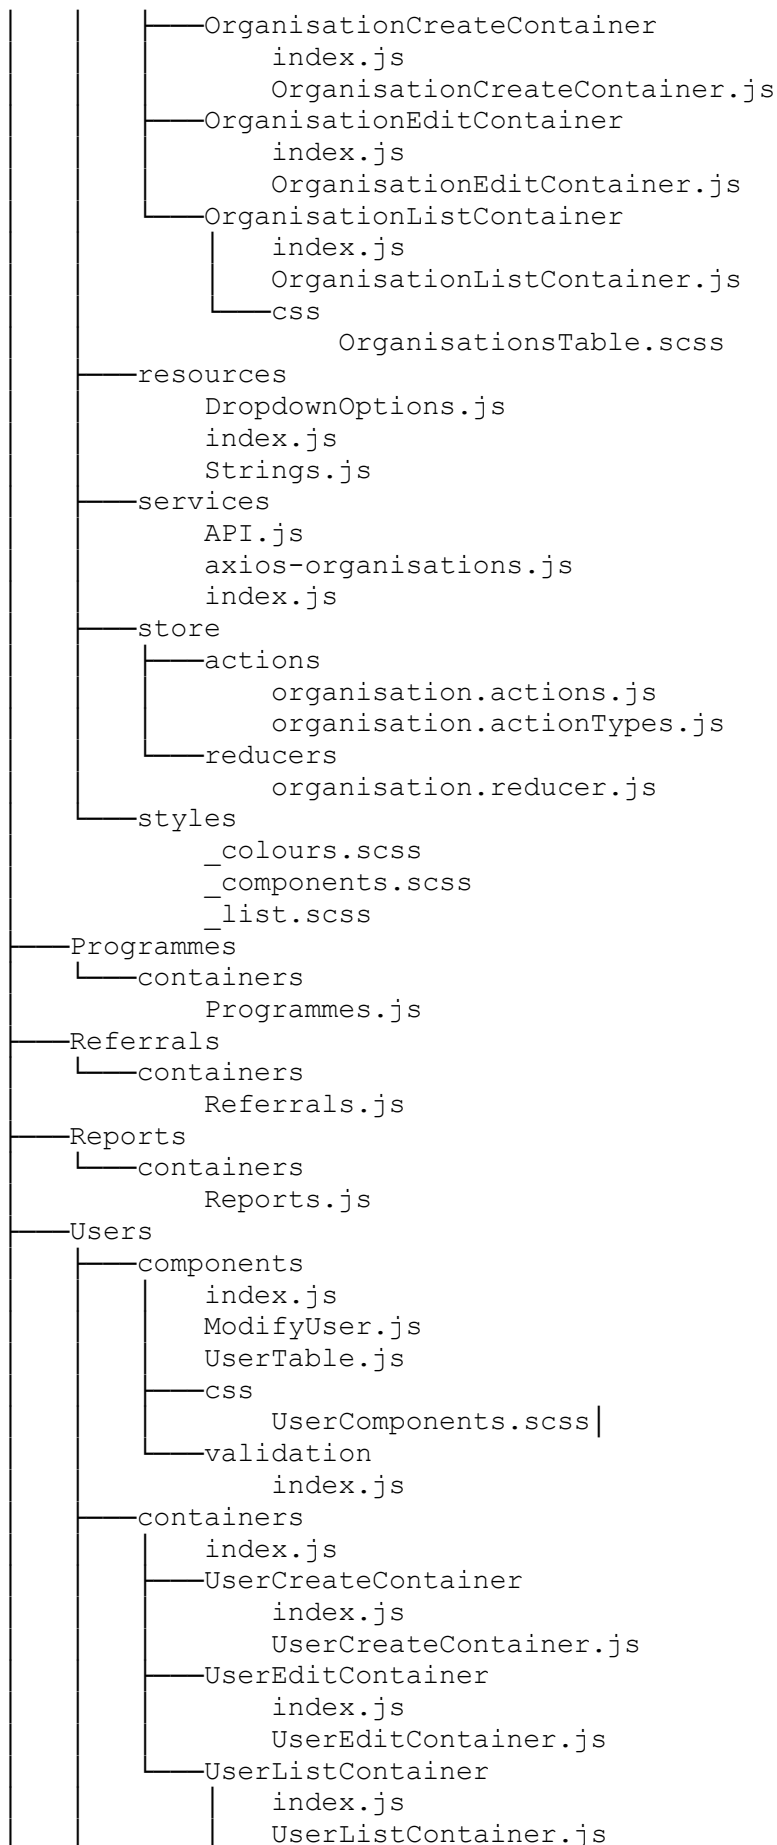 │   │   ├───OrganisationCreateContainer
│   │   │       index.js
│   │   │       OrganisationCreateContainer.js
│   │   ├───OrganisationEditContainer
│   │   │       index.js
│   │   │       OrganisationEditContainer.js
│   │   └───OrganisationListContainer
│   │       │   index.js
│   │       │   OrganisationListContainer.js
│   │       └───css
│   │               OrganisationsTable.scss
│   ├───resources
│   │       DropdownOptions.js
│   │       index.js
│   │       Strings.js
│   ├───services
│   │       API.js
│   │       axios-organisations.js
│   │       index.js
│   ├───store
│   │   ├───actions
│   │   │       organisation.actions.js
│   │   │       organisation.actionTypes.js
│   │   └───reducers
│   │           organisation.reducer.js
│   └───styles
│           _colours.scss
│           _components.scss
│           _list.scss
├───Programmes
│   └───containers
│           Programmes.js
├───Referrals
│   └───containers
│           Referrals.js
├───Reports
│   └───containers
│           Reports.js
├───Users
│   ├───components
│   │   │   index.js
│   │   │   ModifyUser.js
│   │   │   UserTable.js
│   │   ├───css
│   │   │       UserComponents.scss|
│   │   └───validation
│   │           index.js
│   ├───containers
│   │   │   index.js
│   │   ├───UserCreateContainer
│   │   │       index.js
│   │   │       UserCreateContainer.js
│   │   ├───UserEditContainer
│   │   │       index.js
│   │   │       UserEditContainer.js
│   │   └───UserListContainer
│   │       │   index.js
│   │       │   UserListContainer.js